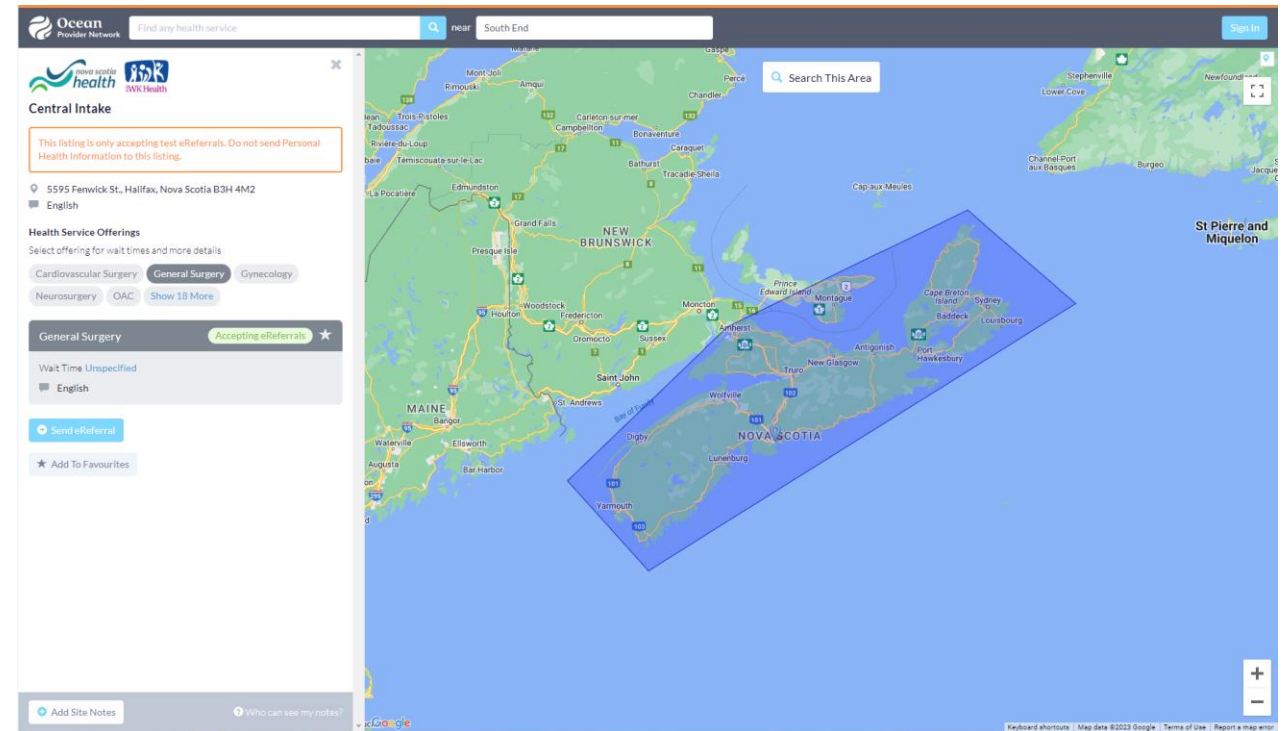 Ocean
Provider Network
Find any health service
near
South End
Sign In
nova scotia
health
IWK Health
Central Intake
This listing is only accepting test eReferrals. Do not send Personal
Health Information to this listing.
5595 Fenwick St., Halifax, Nova Scotia B3H 4M2
English
Health Service Offerings
Select offering for wait times and more details
Cardiovascular Surgery General Surgery Gynecology
Neurosurgery OAC Show 18 More
General Surgery Accepting eReferrals
Wait Time Unspecified
English
Send eReferral
Add To Favourites
Add Site Notes
Who can see my notes?
Search This Area
Matane
Gaspé
Mont-Joli
Rimouski
Amqui
Percé
Chandler
Stephenville
Lower Cove
Trois-Pistoles
Tadoussac
Carleton-sur-mer
Campbellton
Bonaventure
Rivière-du-Loup
Caraquet
Témiscouata-sur-le-Lac
Bathurst
Tracadie-Sheila
Channel-Port
aux Basques
Burgeo
La Pocatière
Edmundston
Cap-aux-Meules
Grand Falls
NEW
BRUNSWICK
St Pierre and
Miquelon
Presque Isle
Prince
Edward Island
Montague
Cape Breton
Island
Sydney
Woodstock
Houlton
Fredericton
Moncton
Baddeck
Louisbourg
Oromocto
Sussex
Amherst
Antigonish
Port
Hawkesbury
New Glasgow
Truro
Saint John
St. Andrews
Wolfville
Bay of Fundy
MAINE
Bangor
Digby
NOVA SCOTIA
Waterville
Ellsworth
Lunenburg
Augusta
Bar Harbor
Yarmouth
Google
Keyboard shortcuts
Map data ©2023 Google
Terms of Use
Report a map error